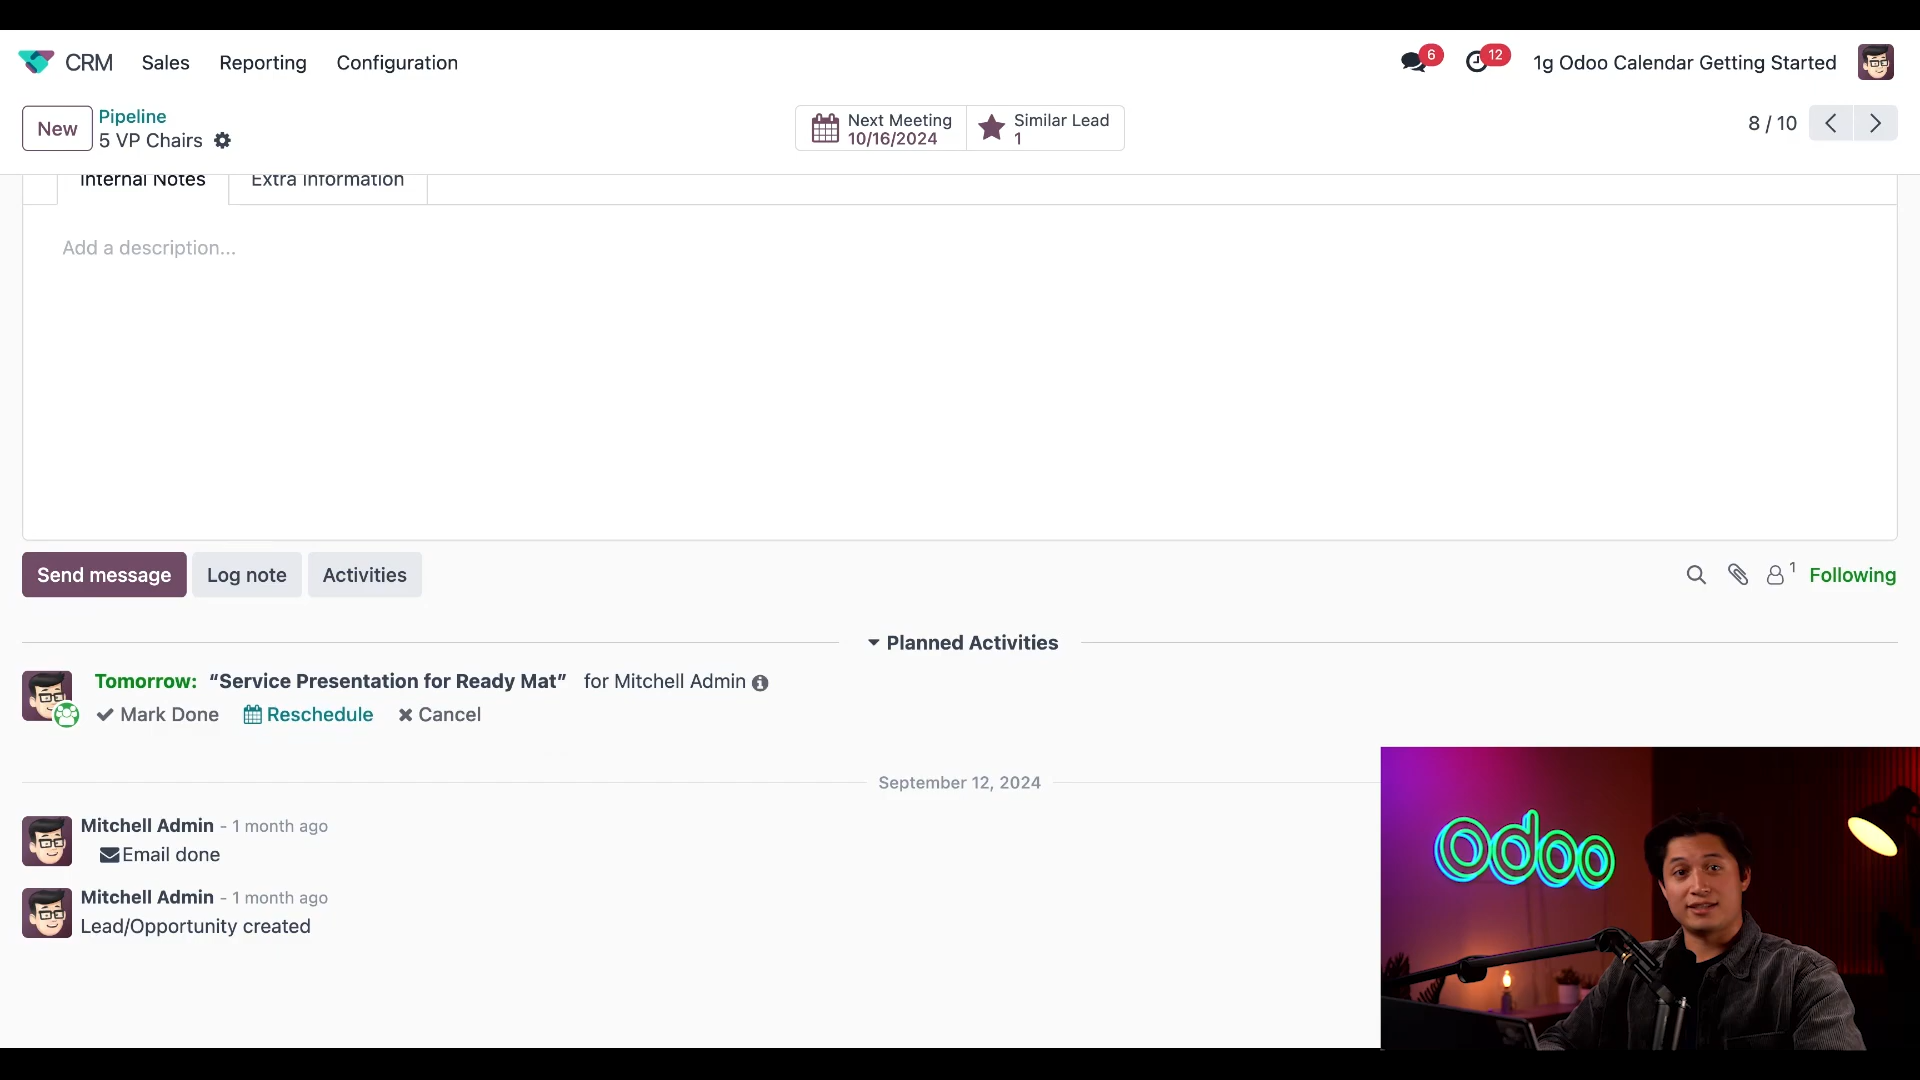 CRM Sales Reporting Configuration 6 12 1g Odoo Calendar Getting Started
New Pipeline
5 VP Chairs
Next Meeting
10/16/2024
Similar Lead
1
8 / 10
Internal Notes Extra Information
Add a description...
Send message Log note Activities 1 Following
Planned Activities
Tomorrow: “Service Presentation for Ready Mat” for Mitchell Admin
Mark Done Reschedule Cancel
September 12, 2024
Mitchell Admin - 1 month ago
Email done
Mitchell Admin - 1 month ago
Lead/Opportunity created
odoo